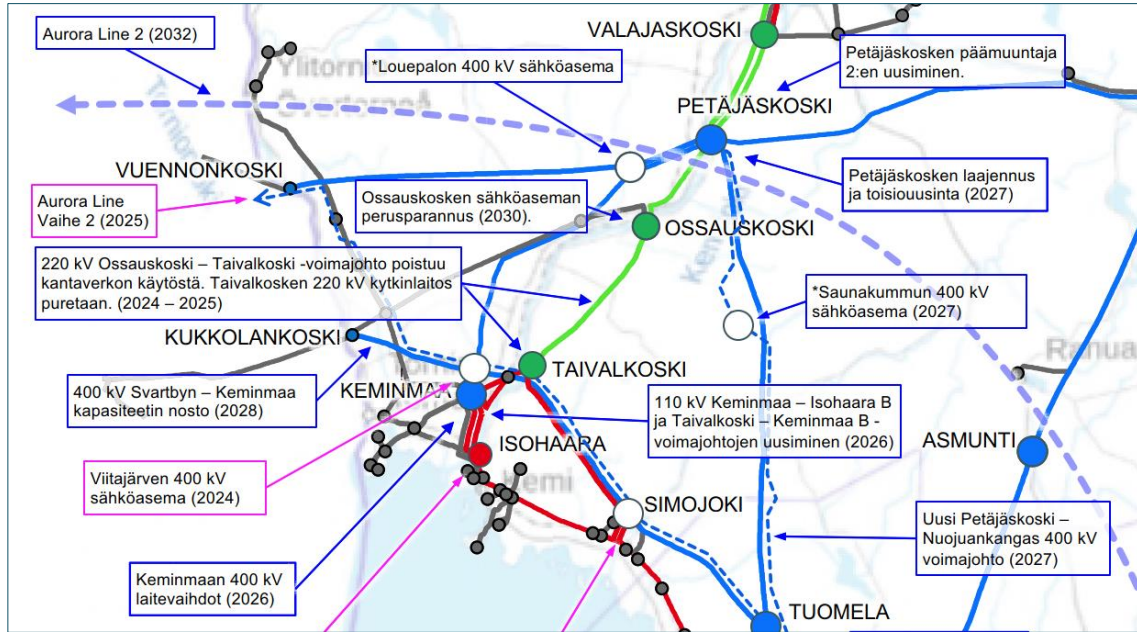 Aurora Line 2 (2032)
VALAJASKOSKI
*Louepalon 400 kV sähköasema
Petäjäskosken päämuuntaja
2:en uusiminen.
Ylitornio
Övertorneå
PETÄJÄSKOSKI
VUENNONKOSKI
Aurora Line
Vaihe 2 (2025)
Ossauskosken sähköaseman
perusparannus (2030).
Petäjäskosken laajennus
ja toisiouusinta (2027)
OSSAUSKOSKI
220 kV Ossauskoski – Taivalkoski -voimajohto poistuu
kantaverkon käytöstä. Taivalkosken 220 kV kytkinlaitos
puretaan. (2024 – 2025)
*Saunakummun 400 kV
sähköasema
(2027)
KUKKOLANKOSKI
Ranua
TAIVALKOSKI
400 kV Svartbyn – Keminmaa
kapasiteetin nosto (2028)
KEMINMAA
110 kV Keminmaa – Isohaara B
ja Taivalkoski – Keminmaa B -
voimajohtojen uusiminen (2026)
ASMUNTI
ISOHAARA
Kemi
Viitajärven 400 kV
sähköasema (2024)
SIMOJOKI
Uusi Petäjäskoski –
Nuojuankangas 400 kV
voimajohto (2027)
Keminmaan 400 kV
laitevaihdot (2026)
TUOMELA